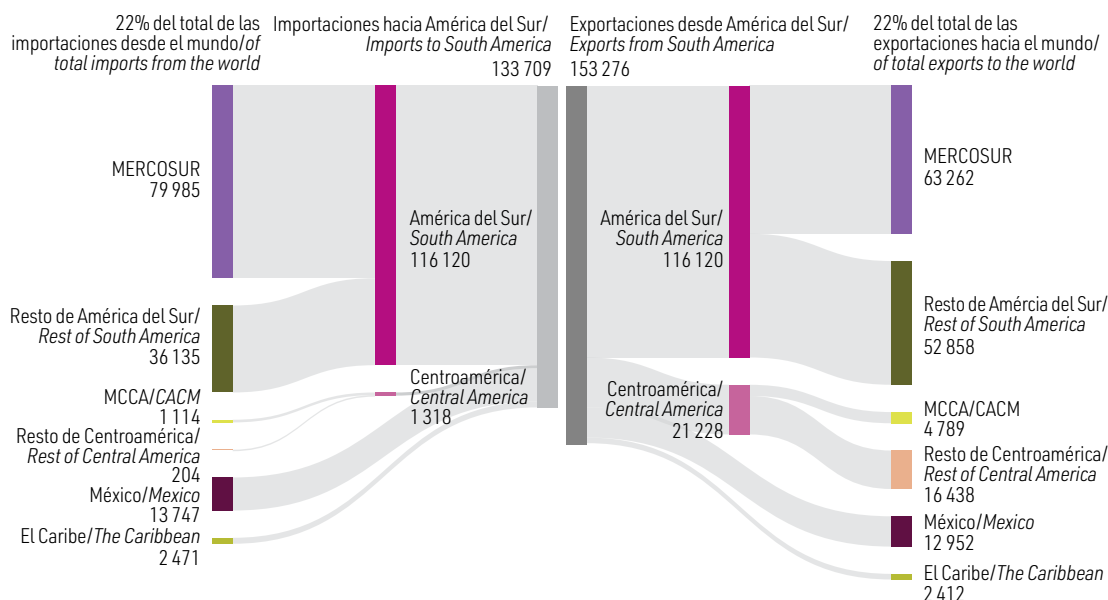 22% del total de las
importaciones desde el mundo/of
total imports from the world
Importaciones hacia América del Sur/
Imports to South America
133 709
Exportaciones desde América del Sur/
Exports from South America
153 276
22% del total de las
exportaciones hacia el mundo/
of total exports to the world
MERCOSUR
79 985
Resto de América del Sur/
Rest of South America
36 135
MCCA/CACM
1 114
Resto de Centroamérica/
Rest of Central America
204
México/Mexico
13 747
El Caribe/The Caribbean
2 471
América del Sur/
South America
116 120
Centroamérica/
Central America
1 318
América del Sur/
South America
116 120
Centroamérica/
Central America
21 228
MERCOSUR
63 262
Resto de Amércia del Sur/
Rest of South America
52 858
MCCA/CACM
4 789
Resto de Centroamérica/
Rest of Central America
16 438
México/Mexico
12 952
El Caribe/The Caribbean
2 412